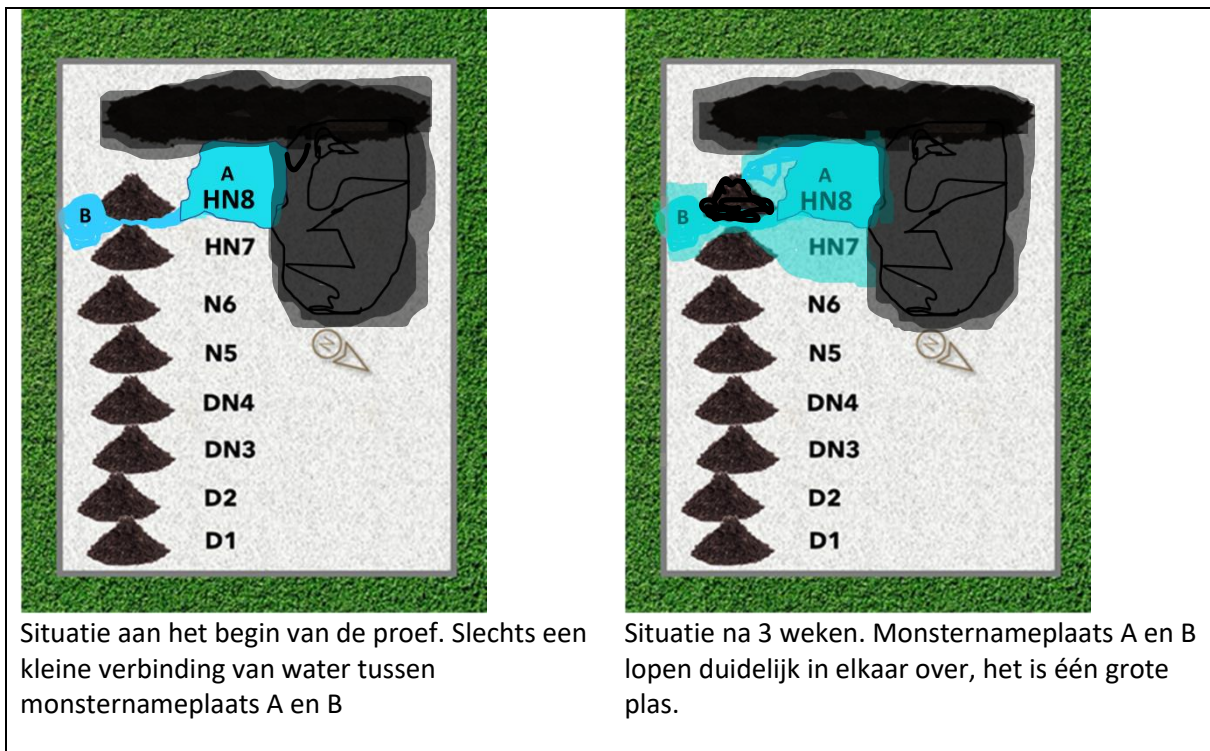 A
HN8
B
HN7
N6
N5
DN4
DN3
D2
D1
N
Situatie aan het begin van de proef. Slechts een
kleine verbinding van water tussen
monsternameplaats A en B
A
HN8
B
HN7
N6
N5
DN4
DN3
D2
D1
N
Situatie na 3 weken. Monsternameplaats A en B
lopen duidelijk in elkaar over, het is één grote
plas.